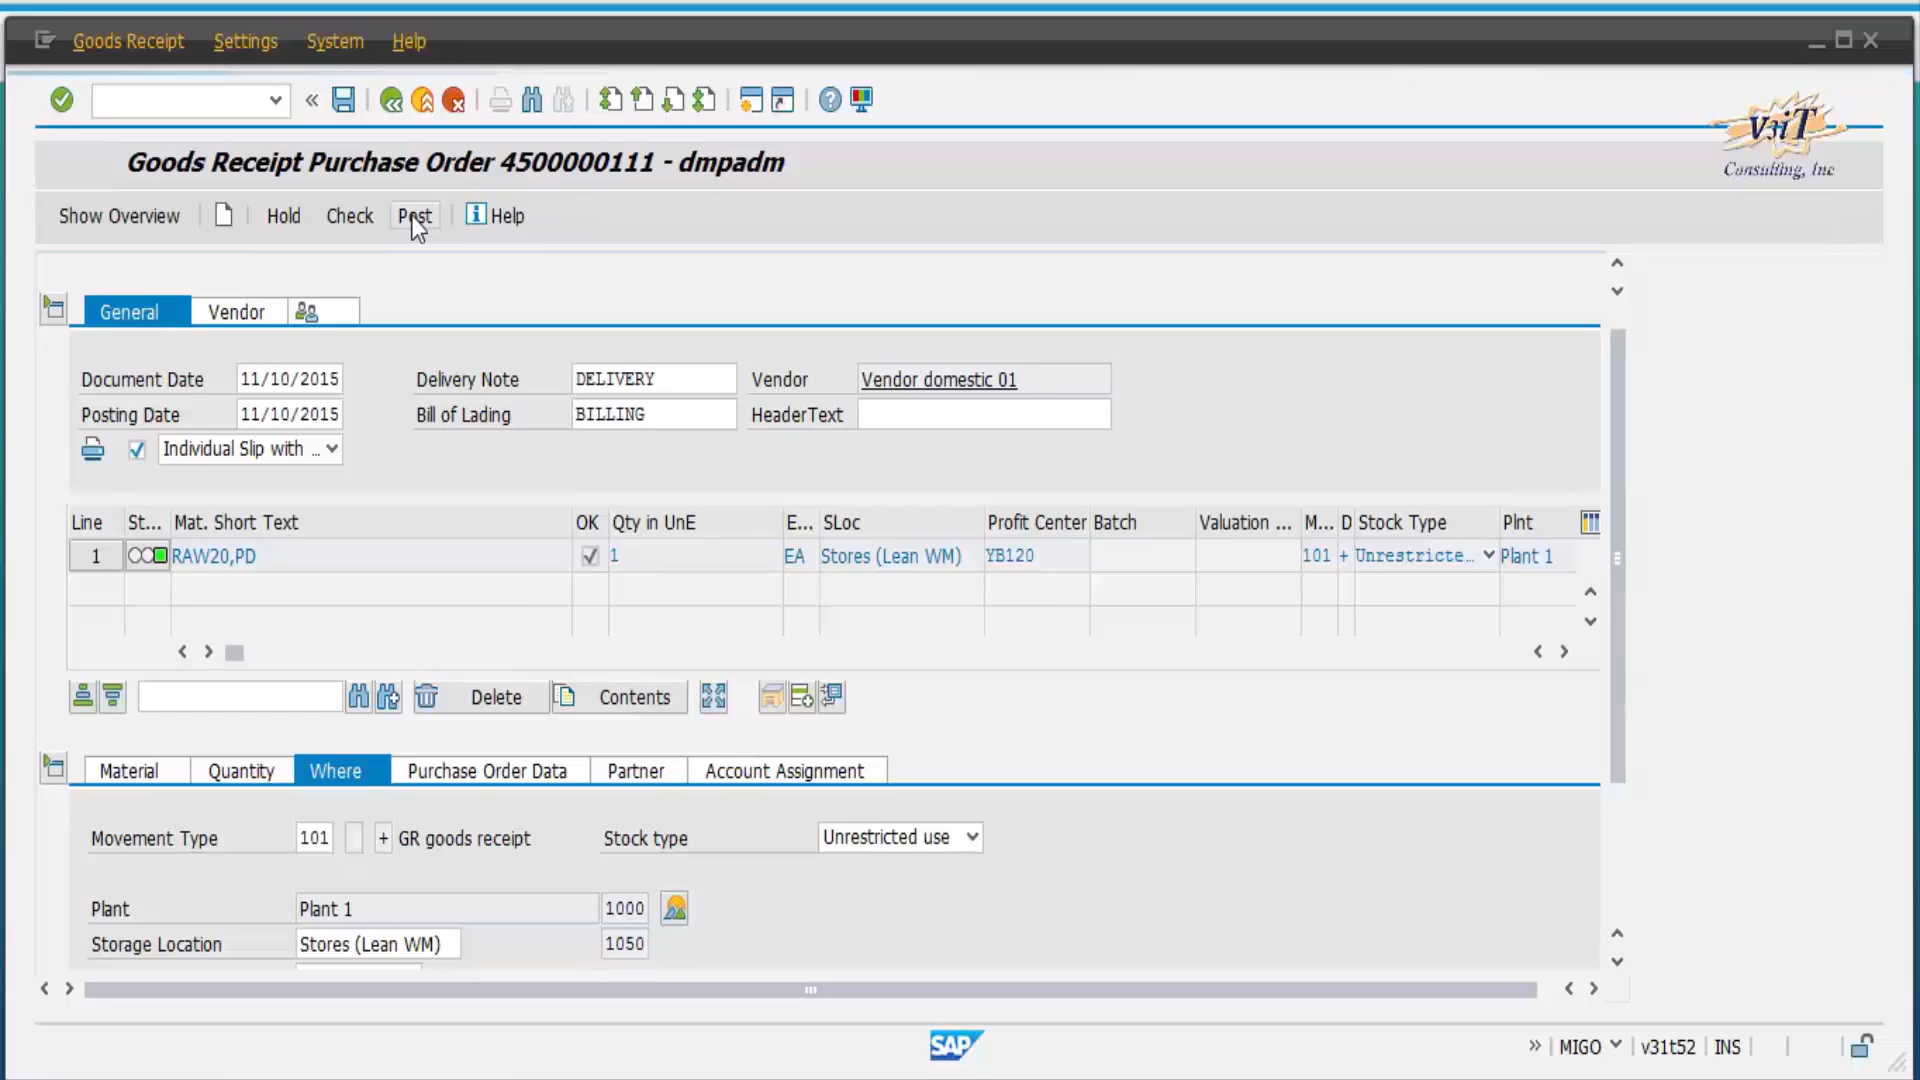 Goods Receipt Settings System Help
V3iT
Consulting, Inc
Goods Receipt Purchase Order 4500000111 - dmpadm
Show Overview Hold Check Post Help
General Vendor
Document Date 11/10/2015 Delivery Note DELIVERY Vendor Vendor domestic 01
Posting Date 11/10/2015 Bill of Lading BILLING HeaderText
Individual Slip with ...
Line St... Mat. Short Text OK Qty in UnE E... SLoc Profit Center Batch Valuation ... M... D Stock Type Plnt
1 RAW20,PD 1 EA Stores (Lean WM) YB120 101 + Unrestricte... Plant 1
Delete Contents
Material Quantity Where Purchase Order Data Partner Account Assignment
Movement Type 101 + GR goods receipt Stock type Unrestricted use
Plant Plant 1 1000
Storage Location Stores (Lean WM) 1050
SAP MIGO v31t52 INS